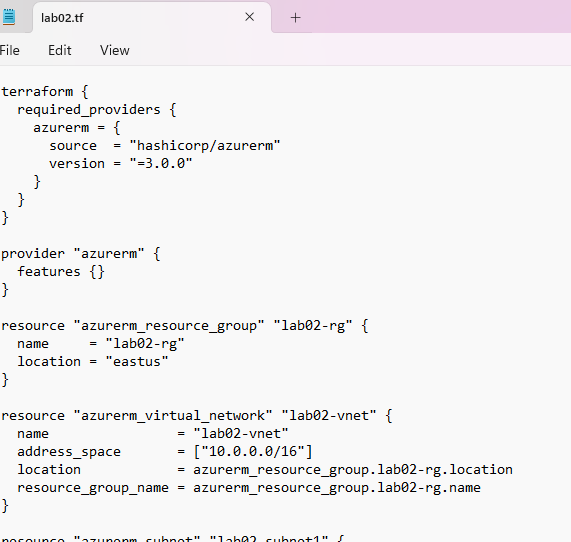 lab02.tf
File Edit View
terraform {
  required_providers {
    azurerm = {
      source  = "hashicorp/azurerm"
      version = "=3.0.0"
    }
  }
}

provider "azurerm" {
  features {}
}

resource "azurerm_resource_group" "lab02-rg" {
  name     = "lab02-rg"
  location = "eastus"
}

resource "azurerm_virtual_network" "lab02-vnet" {
  name                = "lab02-vnet"
  address_space       = ["10.0.0.0/16"]
  location            = azurerm_resource_group.lab02-rg.location
  resource_group_name = azurerm_resource_group.lab02-rg.name
}

resource "azurerm_subnet" "lab02-subnet1" {